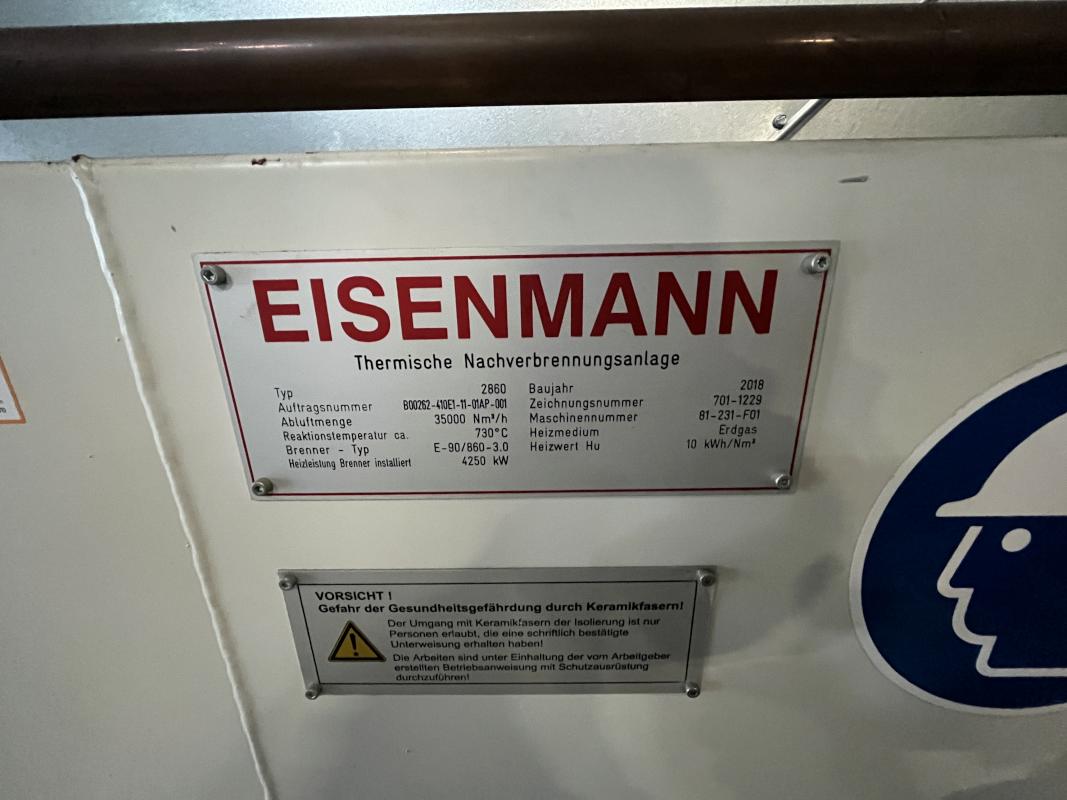 EISENMANN
Thermische Nachverbrennungsanlage
Typ 2860 Baujahr 2018
Auftragsnummer B00262-410E1-11-01AP-001 Zeichnungsnummer 701-1229
Abluftmenge 35000 Nm³/h Maschinennummer 81-231-F01
Reaktionstemperatur ca. 730°C Heizmedium Erdgas
Brenner - Typ E-90/860-3.0 Heizwert Hu 10 kWh/Nm³
Heizleistung Brenner installiert 4250 kW
VORSICHT !
Gefahr der Gesundheitsgefährdung durch Keramikfasern!
Der Umgang mit Keramikfasern der Isolierung ist nur
Personen erlaubt, die eine schriftlich bestätigte
Unterweisung erhalten haben!
Die Arbeiten sind unter Einhaltung der vom Arbeitgeber
erstellten Betriebsanweisung mit Schutzausrüstung
durchzuführen!